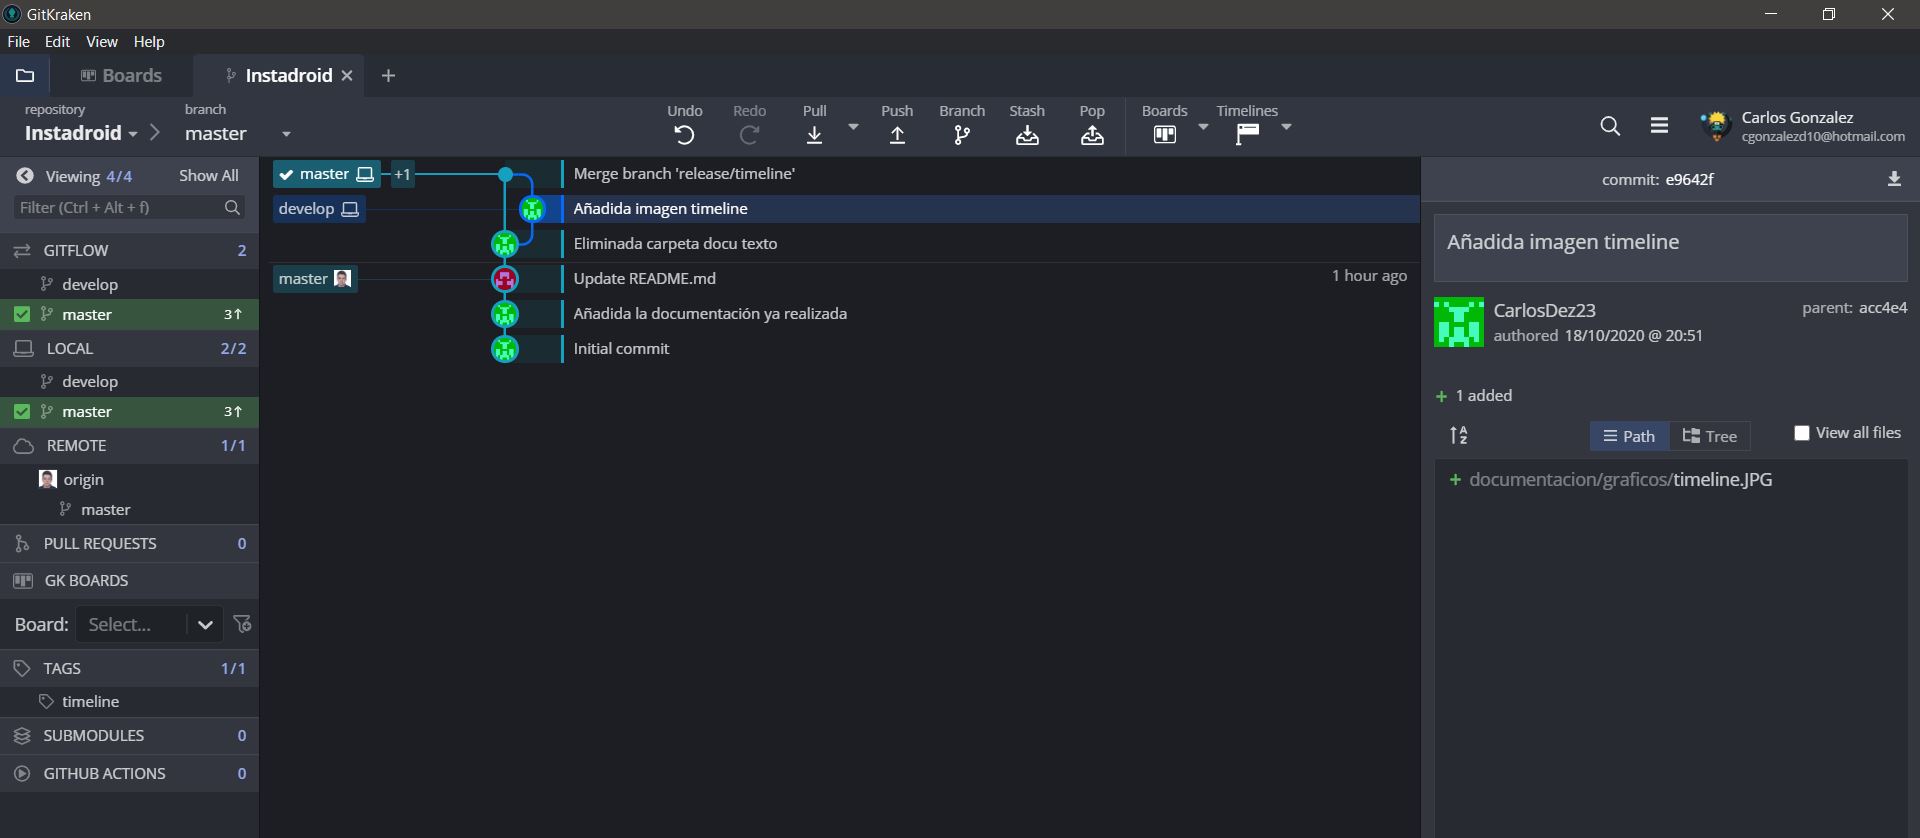 GitKraken
File Edit View Help
Boards Instadroid
repository branch
Instadroid master
Undo Redo Pull Push Branch Stash Pop Boards Timelines
Carlos Gonzalez
cgonzalezd10@hotmail.com
Viewing 4/4 Show All
Filter (Ctrl + Alt + f)
GITFLOW 2
develop
master 3↑
LOCAL 2/2
develop
master 3↑
REMOTE 1/1
origin
master
PULL REQUESTS 0
GK BOARDS
Board: Select...
TAGS 1/1
timeline
SUBMODULES 0
GITHUB ACTIONS 0
master +1 Merge branch 'release/timeline'
develop Añadida imagen timeline
Eliminada carpeta docu texto
master Update README.md 1 hour ago
Añadida la documentación ya realizada
Initial commit
commit: e9642f
Añadida imagen timeline
CarlosDez23 parent: acc4e4
authored 18/10/2020 @ 20:51
+ 1 added
Path Tree View all files
+ documentacion/graficos/timeline.JPG